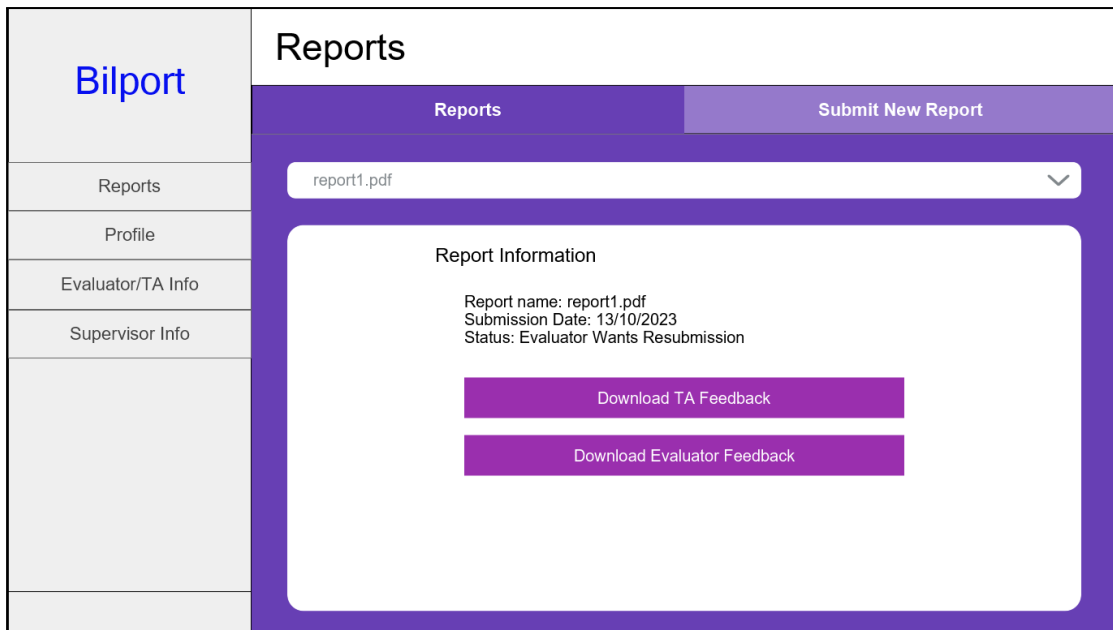 Bilport
Reports
Profile
Evaluator/TA Info
Supervisor Info
Reports
Reports
Submit New Report
report1.pdf
Report Information
Report name: report1.pdf
Submission Date: 13/10/2023
Status: Evaluator Wants Resubmission
Download TA Feedback
Download Evaluator Feedback